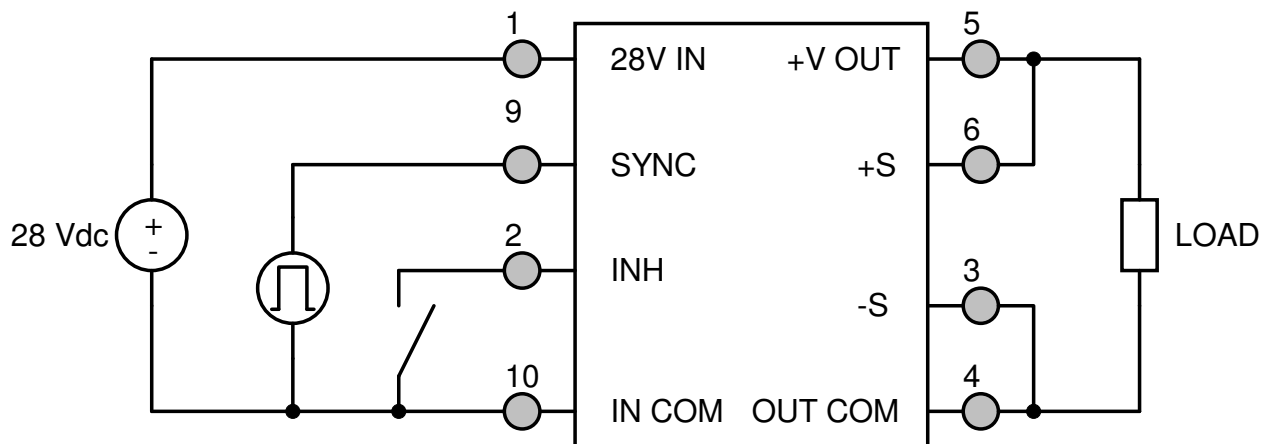 1
28V IN
+V OUT
5
9
SYNC
+S
6
28 Vdc
+
-
2
INH
-S
3
LOAD
10
IN COM
OUT COM
4